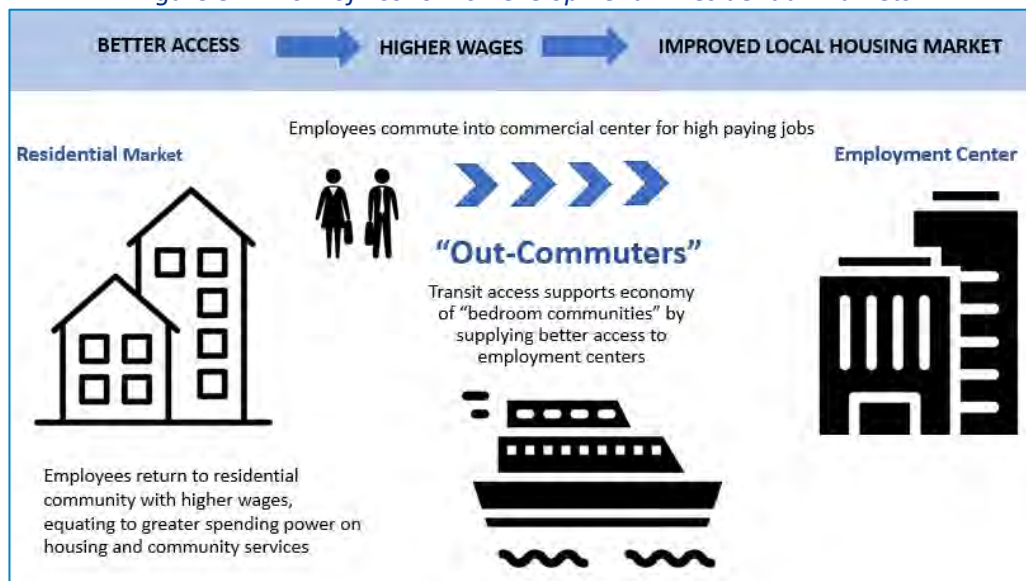 BETTER ACCESS HIGHER WAGES IMPROVED LOCAL HOUSING MARKET
Employees commute into commercial center for high paying jobs
Residential Market
Employment Center
“Out-Commuters”
Transit access supports economy
of “bedroom communities” by
supplying better access to
employment centers
Employees return to residential
community with higher wages,
equating to greater spending power on
housing and community services